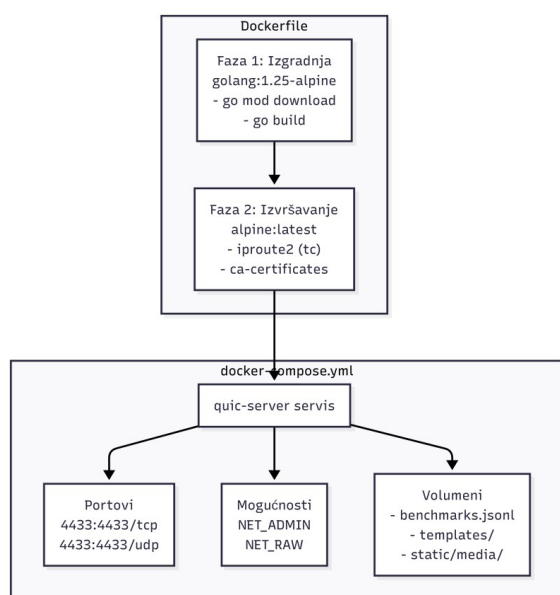 Dockerfile
Faza 1: Izgradnja
golang:1.25-alpine
- go mod download
- go build
Faza 2: Izvršavanje
alpine:latest
- iproute2 (tc)
- ca-certificates
docker-compose.yml
quic-server servis
Portovi
4433:4433/tcp
4433:4433/udp
Mogućnosti
NET_ADMIN
NET_RAW
Volumeni
- benchmarks.jsonl
- templates/
- static/media/